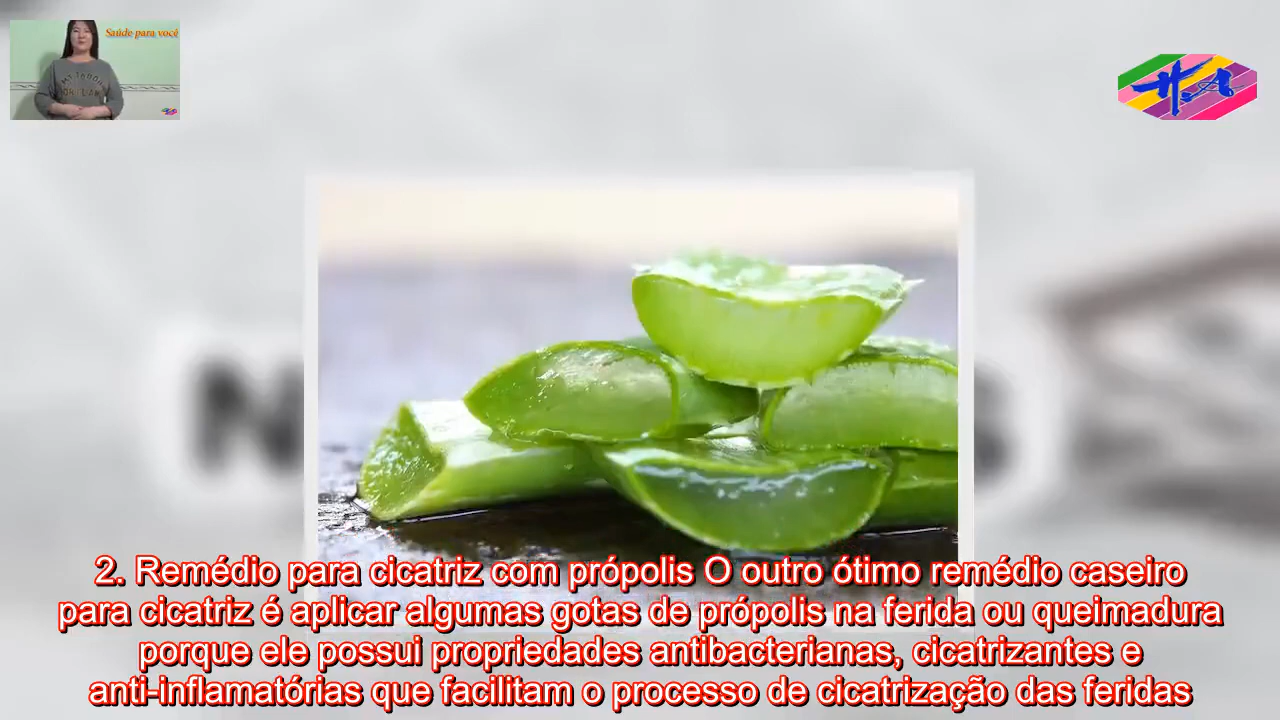 Saúde para você
H.A
2. Remédio para cicatriz com própolis O outro ótimo remédio caseiro
para cicatriz é aplicar algumas gotas de própolis na ferida ou queimadura
porque ele possui propriedades antibacterianas, cicatrizantes e
anti-inflamatórias que facilitam o processo de cicatrização das feridas